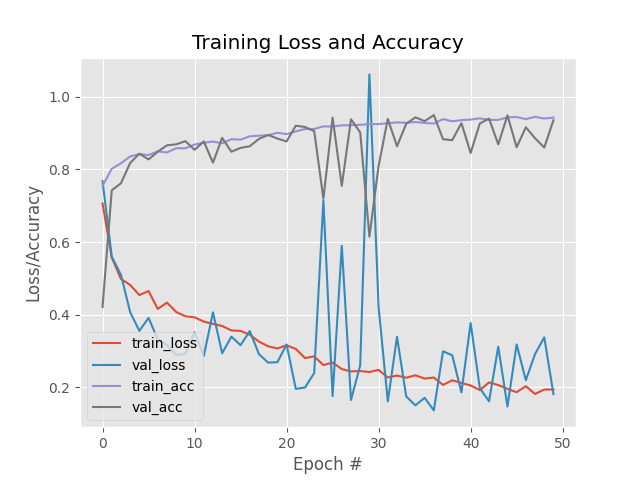 Training Loss and Accuracy
Loss/Accuracy
1.0
0.8
0.6
0.4
0.2
train_loss
val_loss
train_acc
val_acc
0
10
20
30
40
50
Epoch #